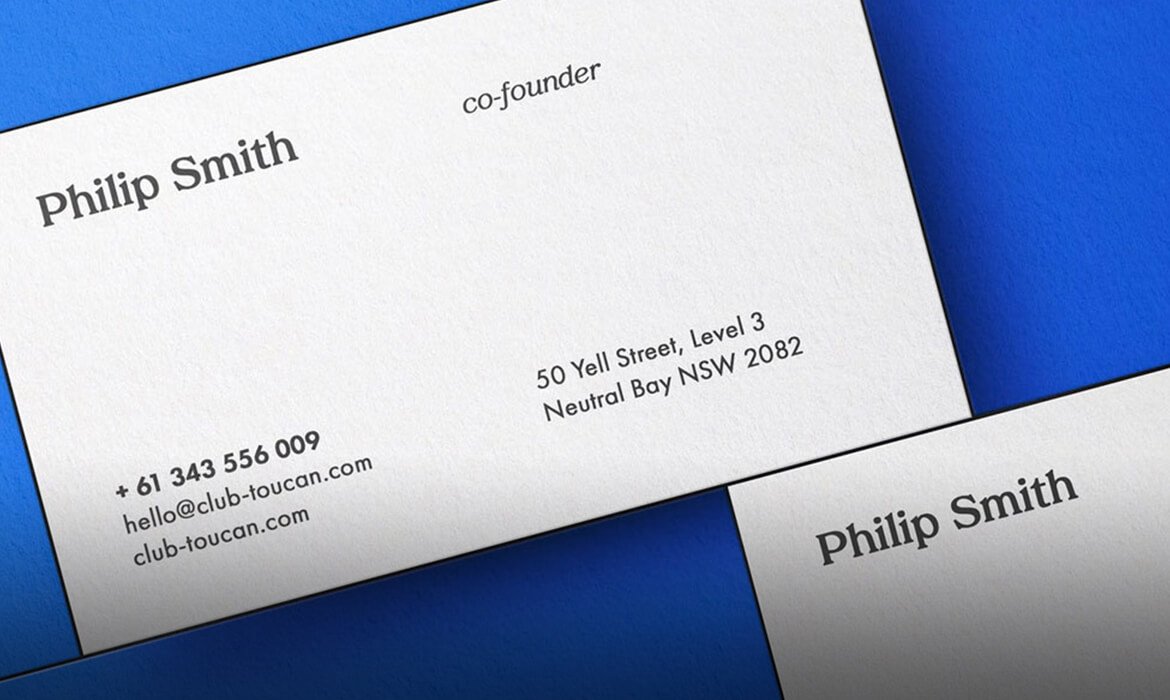 co-founder
Philip Smith
50 Yell Street, Level 3
Neutral Bay NSW 2082
+ 61 343 556 009
hello@club-toucan.com
club-toucan.com
Philip Smith